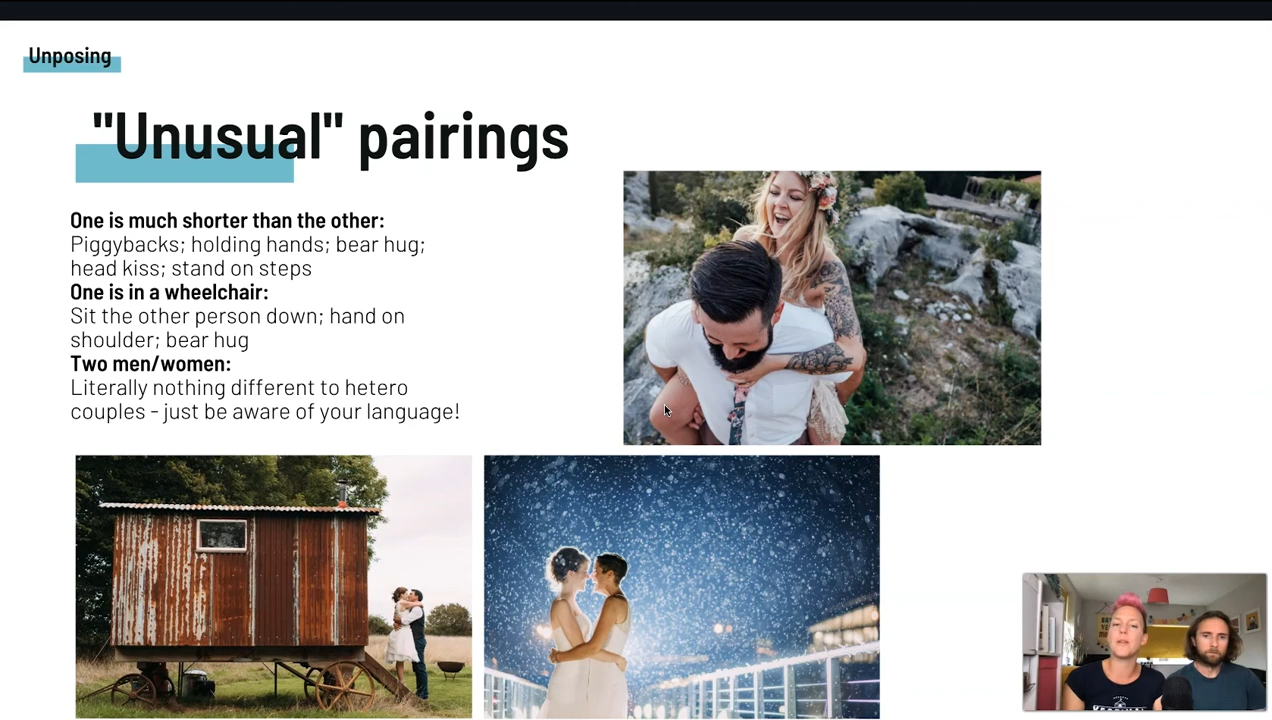 Unposing
"Unusual" pairings
One is much shorter than the other:
Piggybacks; holding hands; bear hug;
head kiss; stand on steps
One is in a wheelchair:
Sit the other person down; hand on
shoulder; bear hug
Two men/women:
Literally nothing different to hetero
couples - just be aware of your language!